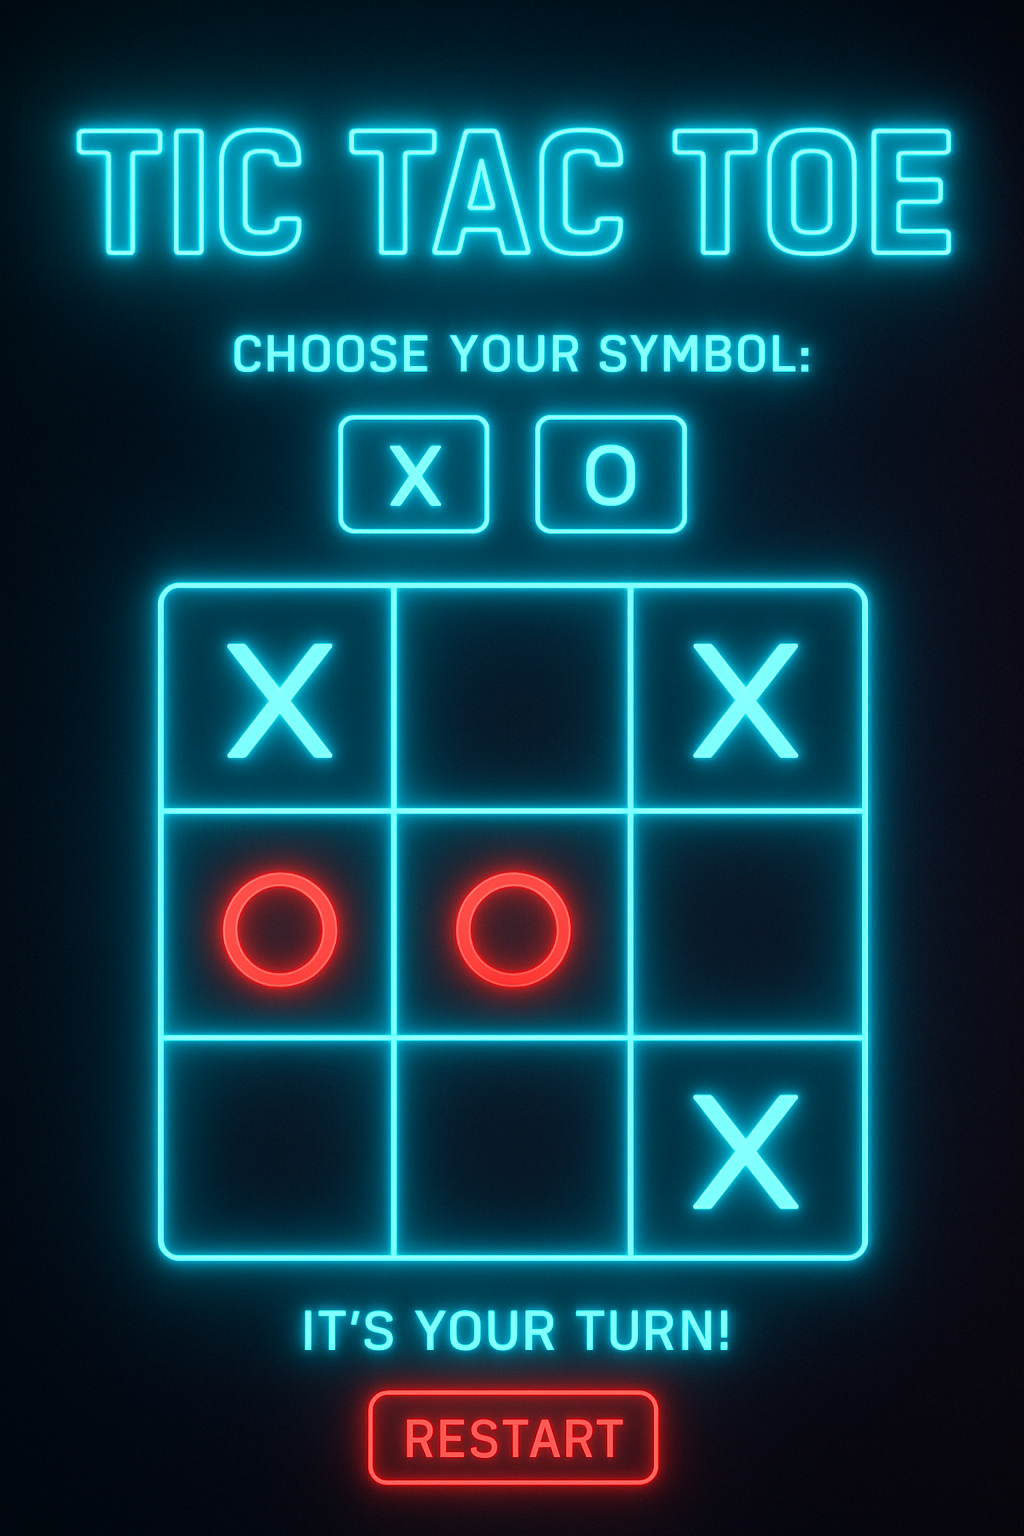 TIC TAC TOE
CHOOSE YOUR SYMBOL:
X O
X X
O O
X
IT'S YOUR TURN!
RESTART